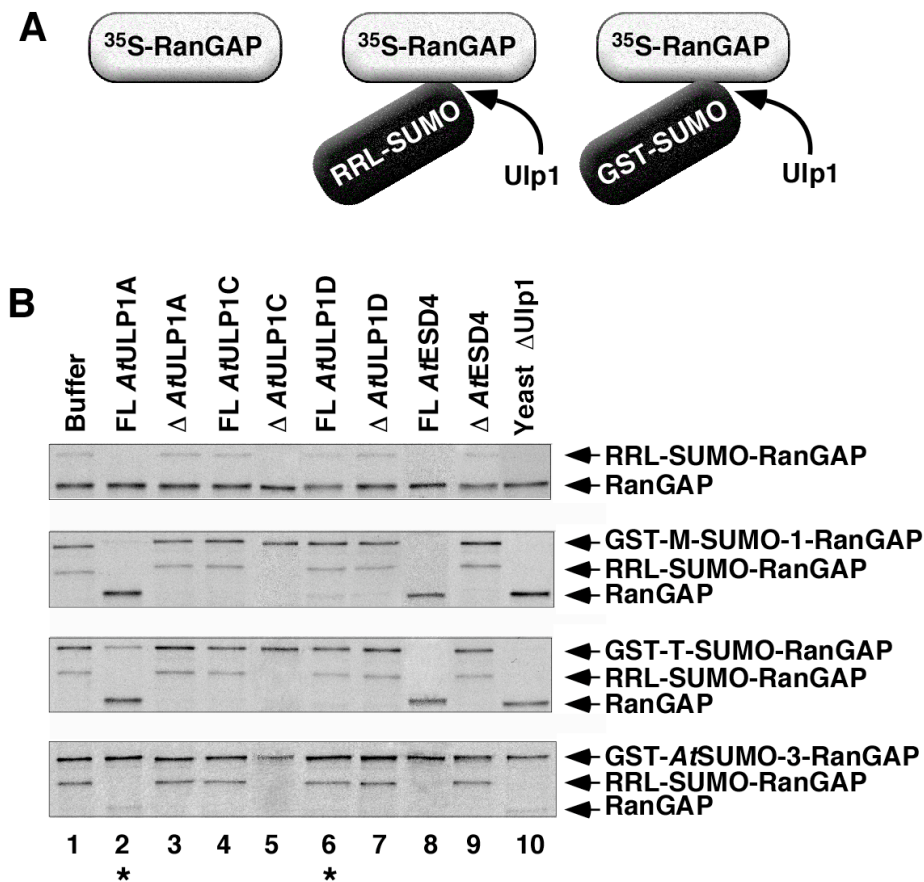 A
³⁵S-RanGAP
³⁵S-RanGAP
³⁵S-RanGAP
RRL-SUMO
Ulp1
GST-SUMO
Ulp1
B
Buffer
FL AtULP1A
Δ AtULP1A
FL AtULP1C
Δ AtULP1C
FL AtULP1D
Δ AtULP1D
FL AtESD4
Δ AtESD4
Yeast ΔUlp1
RRL-SUMO-RanGAP
RanGAP
GST-M-SUMO-1-RanGAP
RRL-SUMO-RanGAP
RanGAP
GST-T-SUMO-RanGAP
RRL-SUMO-RanGAP
RanGAP
GST-AtSUMO-3-RanGAP
RRL-SUMO-RanGAP
RanGAP
1 2 3 4 5 6 7 8 9 10
* *